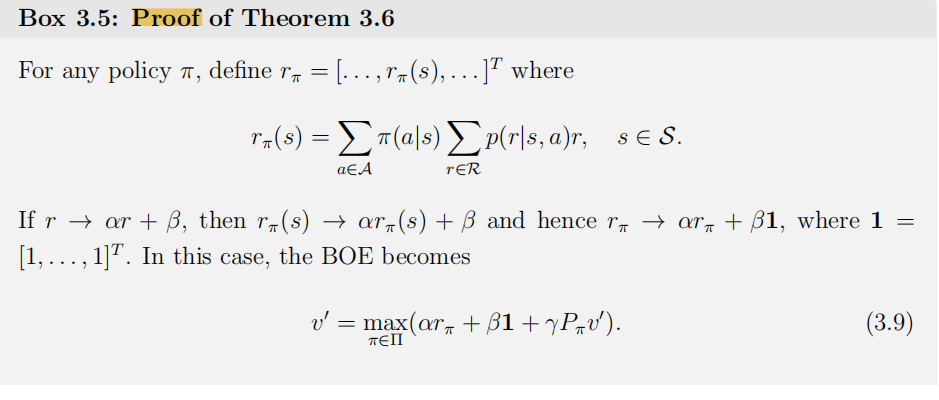 Box 3.5: Proof of Theorem 3.6
For any policy π, define r_π = [. . . , r_π(s), . . . ]^T where
r_π(s) = ∑_{a∈𝒜} π(a|s) ∑_{r∈ℛ} p(r|s, a)r, s ∈ 𝒮.
If r → αr + β, then r_π(s) → αr_π(s) + β and hence r_π → αr_π + β𝟏, where 𝟏 =
[1, . . . , 1]^T. In this case, the BOE becomes
v′ = max_{π∈Π}(αr_π + β𝟏 + γP_πv′). (3.9)